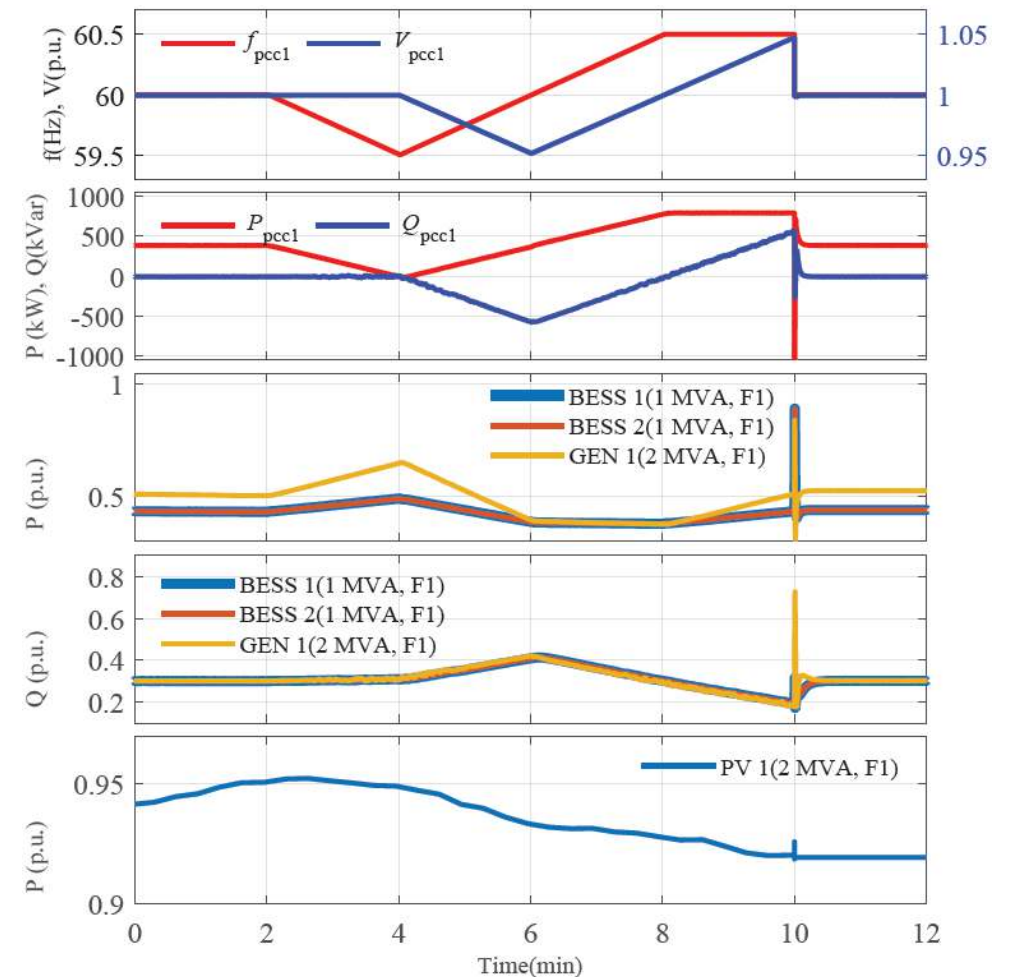 f(Hz), V(p.u.)
60.5
60
59.5
f pcc1
V pcc1
1.05
1
0.95
P (kW), Q(kVar)
1000
500
0
-500
-1000
P pcc1
Q pcc1
P (p.u.)
1
0.5
BESS 1(1 MVA, F1)
BESS 2(1 MVA, F1)
GEN 1(2 MVA, F1)
Q (p.u.)
0.8
0.6
0.4
0.2
BESS 1(1 MVA, F1)
BESS 2(1 MVA, F1)
GEN 1(2 MVA, F1)
P (p.u.)
0.95
0.9
PV 1(2 MVA, F1)
0 2 4 6 8 10 12
Time(min)